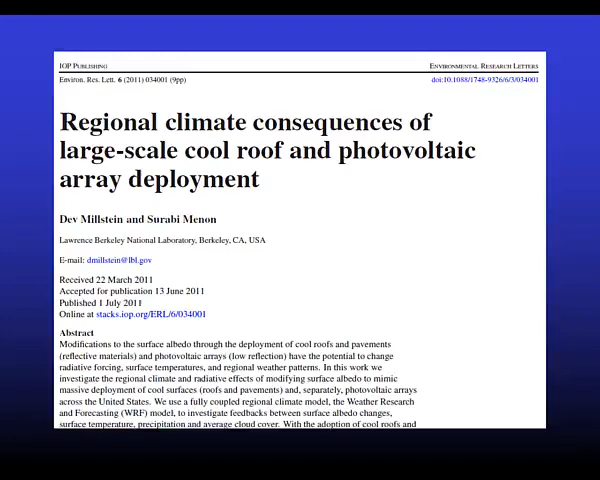 IOP Publishing Environmental Research Letters
Environ. Res. Lett. 6 (2011) 034001 (9pp) doi:10.1088/1748-9326/6/3/034001
Regional climate consequences of
large-scale cool roof and photovoltaic
array deployment
Dev Millstein and Surabi Menon
Lawrence Berkeley National Laboratory, Berkeley, CA, USA
E-mail: dmillstein@lbl.gov
Received 22 March 2011
Accepted for publication 13 June 2011
Published 1 July 2011
Online at stacks.iop.org/ERL/6/034001
Abstract
Modifications to the surface albedo through the deployment of cool roofs and pavements
(reflective materials) and photovoltaic arrays (low reflection) have the potential to change
radiative forcing, surface temperatures, and regional weather patterns. In this work we
investigate the regional climate and radiative effects of modifying surface albedo to mimic
massive deployment of cool surfaces (roofs and pavements) and, separately, photovoltaic arrays
across the United States. We use a fully coupled regional climate model, the Weather Research
and Forecasting (WRF) model, to investigate feedbacks between surface albedo changes,
surface temperature, precipitation and average cloud cover. With the adoption of cool roofs and